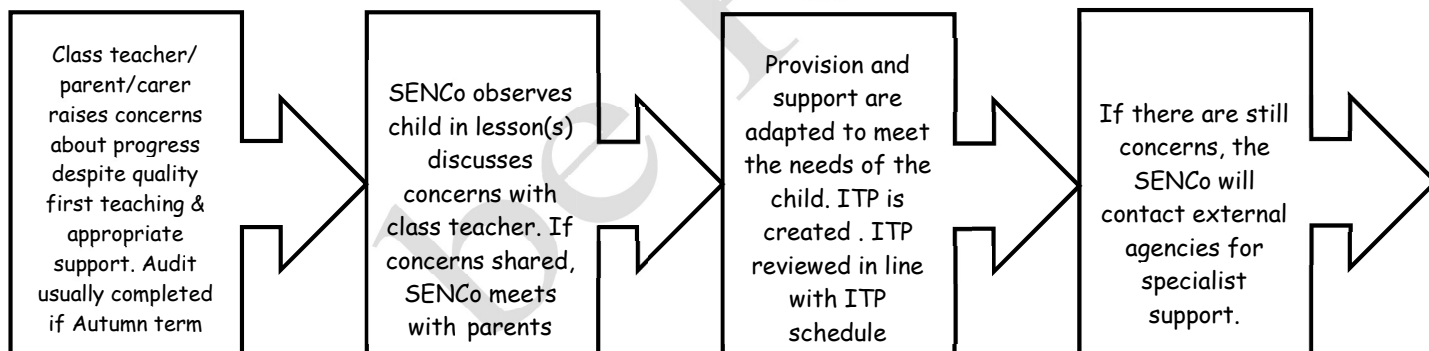 Class teacher/
parent/carer
raises concerns
about progress
despite quality
first teaching &
appropriate
support. Audit
usually completed
if Autumn term
SENCo observes
child in lesson(s)
discusses
concerns with
class teacher. If
concerns shared,
SENCo meets
with parents
Provision and
support are
adapted to meet
the needs of the
child. ITP is
created . ITP
reviewed in line
with ITP
schedule
If there are still
concerns, the
SENCo will
contact external
agencies for
specialist
support.
be